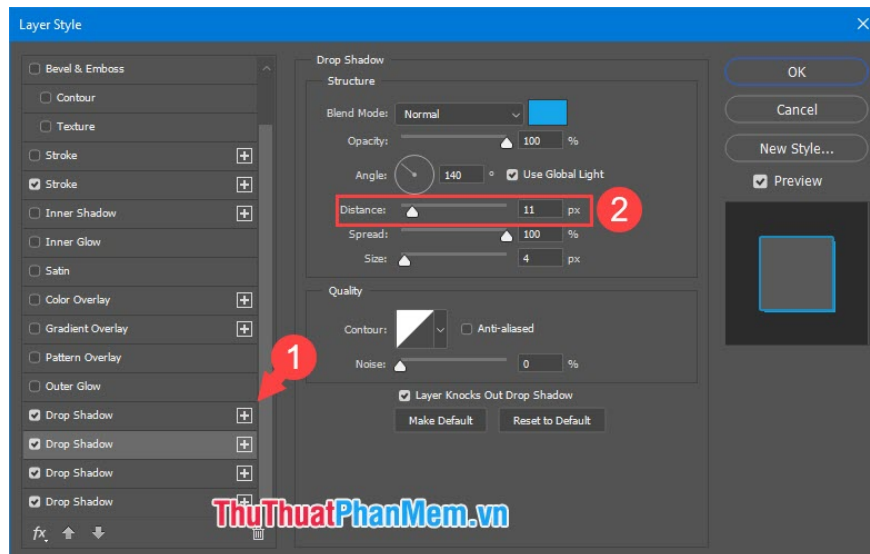 Layer Style
Bevel & Emboss
Contour
Texture
Stroke
Stroke
Inner Shadow
Inner Glow
Satin
Color Overlay
Gradient Overlay
Pattern Overlay
Outer Glow
Drop Shadow
Drop Shadow
Drop Shadow
Drop Shadow
fx
1
Drop Shadow
Structure
Blend Mode: Normal
Opacity: 100 %
Angle: 140 ° Use Global Light
Distance: 11 px
2
Spread: 100 %
Size: 4 px
Quality
Contour: Anti-aliased
Noise: 0 %
Layer Knocks Out Drop Shadow
Make Default Reset to Default
OK
Cancel
New Style...
Preview
ThuThuatPhanMem.vn